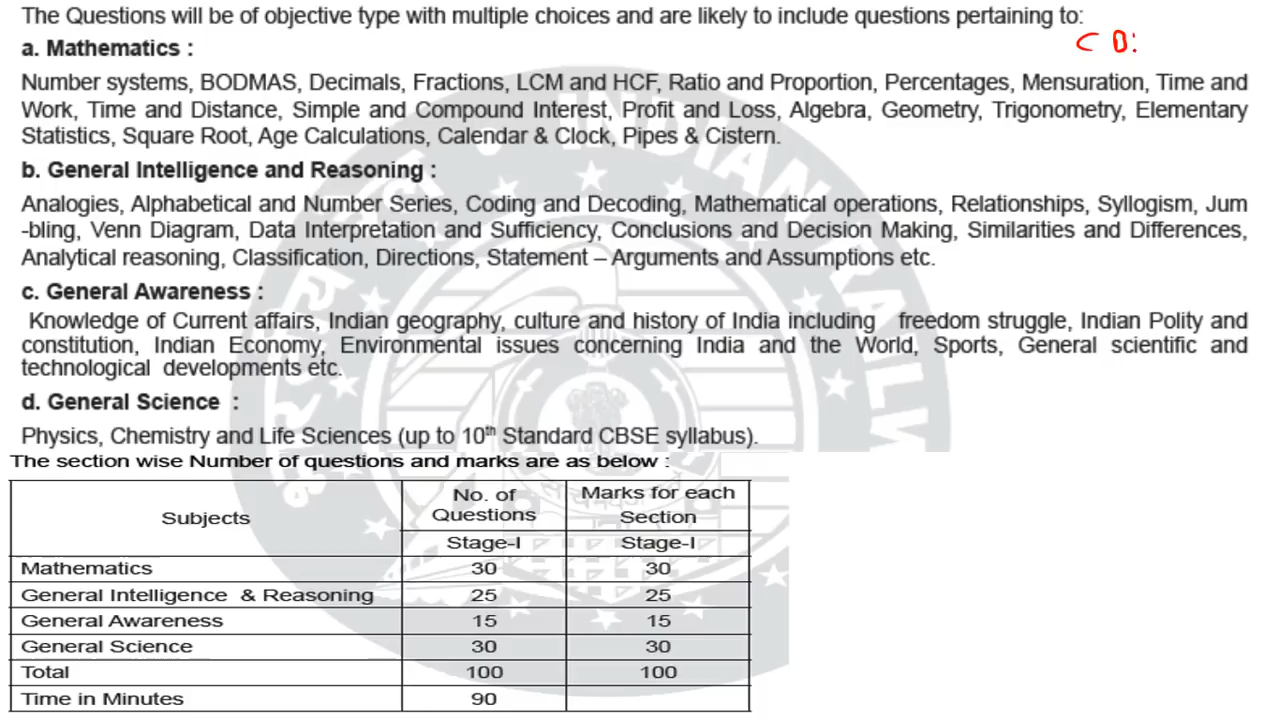 The Questions will be of objective type with multiple choices and are likely to include questions pertaining to:
a. Mathematics :
Number systems, BODMAS, Decimals, Fractions, LCM and HCF, Ratio and Proportion, Percentages, Mensuration, Time and
Work, Time and Distance, Simple and Compound Interest, Profit and Loss, Algebra, Geometry, Trigonometry, Elementary
Statistics, Square Root, Age Calculations, Calendar & Clock, Pipes & Cistern.
b. General Intelligence and Reasoning :
Analogies, Alphabetical and Number Series, Coding and Decoding, Mathematical operations, Relationships, Syllogism, Jum
-bling, Venn Diagram, Data Interpretation and Sufficiency, Conclusions and Decision Making, Similarities and Differences,
Analytical reasoning, Classification, Directions, Statement – Arguments and Assumptions etc.
c. General Awareness :
Knowledge of Current affairs, Indian geography, culture and history of India including freedom struggle, Indian Polity and
constitution, Indian Economy, Environmental issues concerning India and the World, Sports, General scientific and
technological developments etc.
d. General Science :
Physics, Chemistry and Life Sciences (up to 10th Standard CBSE syllabus).
The section wise Number of questions and marks are as below :
Subjects No. of Questions Marks for each Section
Stage-I Stage-I
Mathematics 30 30
General Intelligence & Reasoning 25 25
General Awareness 15 15
General Science 30 30
Total 100 100
Time in Minutes 90
INDIAN RAILW